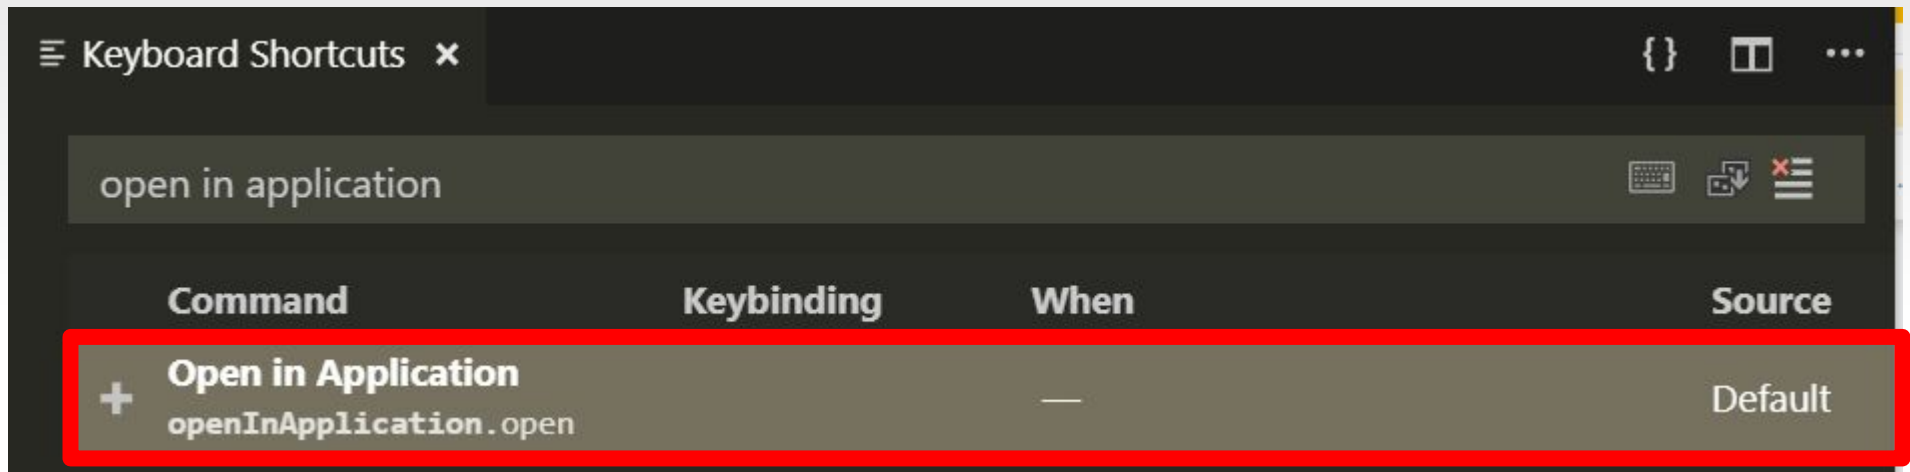 Keyboard Shortcuts
open in application
Command Keybinding When Source
Open in Application
openInApplication.open
— Default